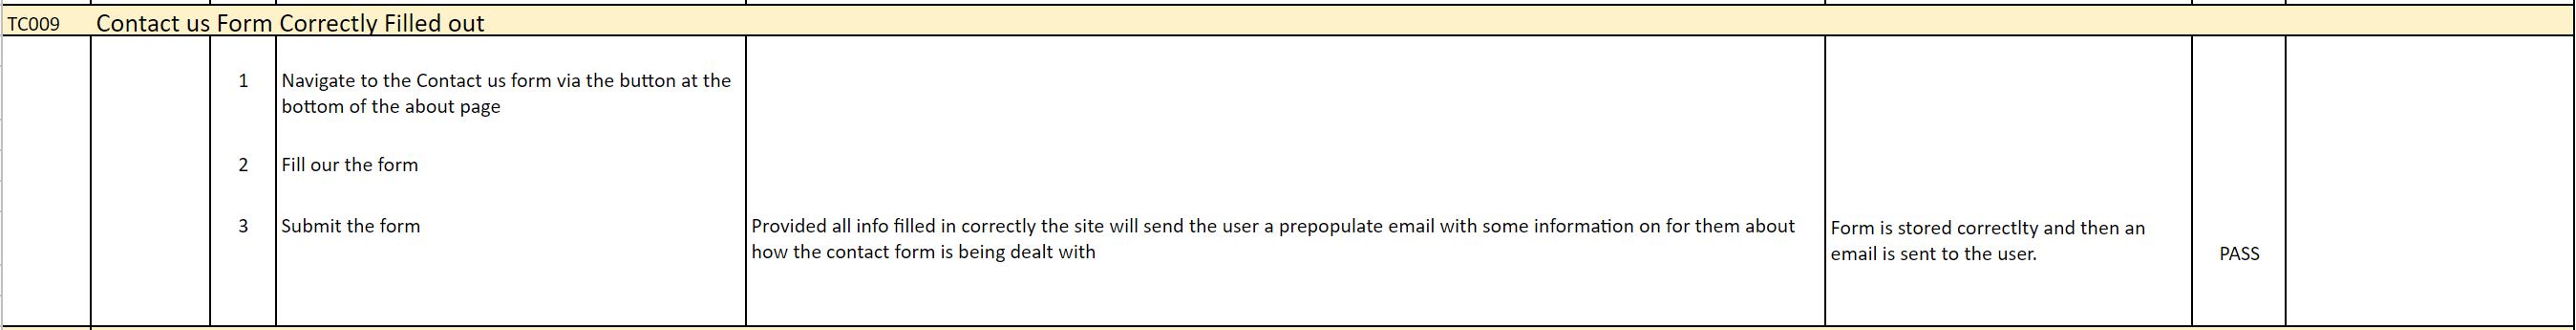 TC009 Contact us Form Correctly Filled out
1 Navigate to the Contact us form via the button at the
bottom of the about page
2 Fill our the form
3 Submit the form
Provided all info filled in correctly the site will send the user a prepopulate email with some information on for them about
how the contact form is being dealt with
Form is stored correctlty and then an
email is sent to the user.
PASS